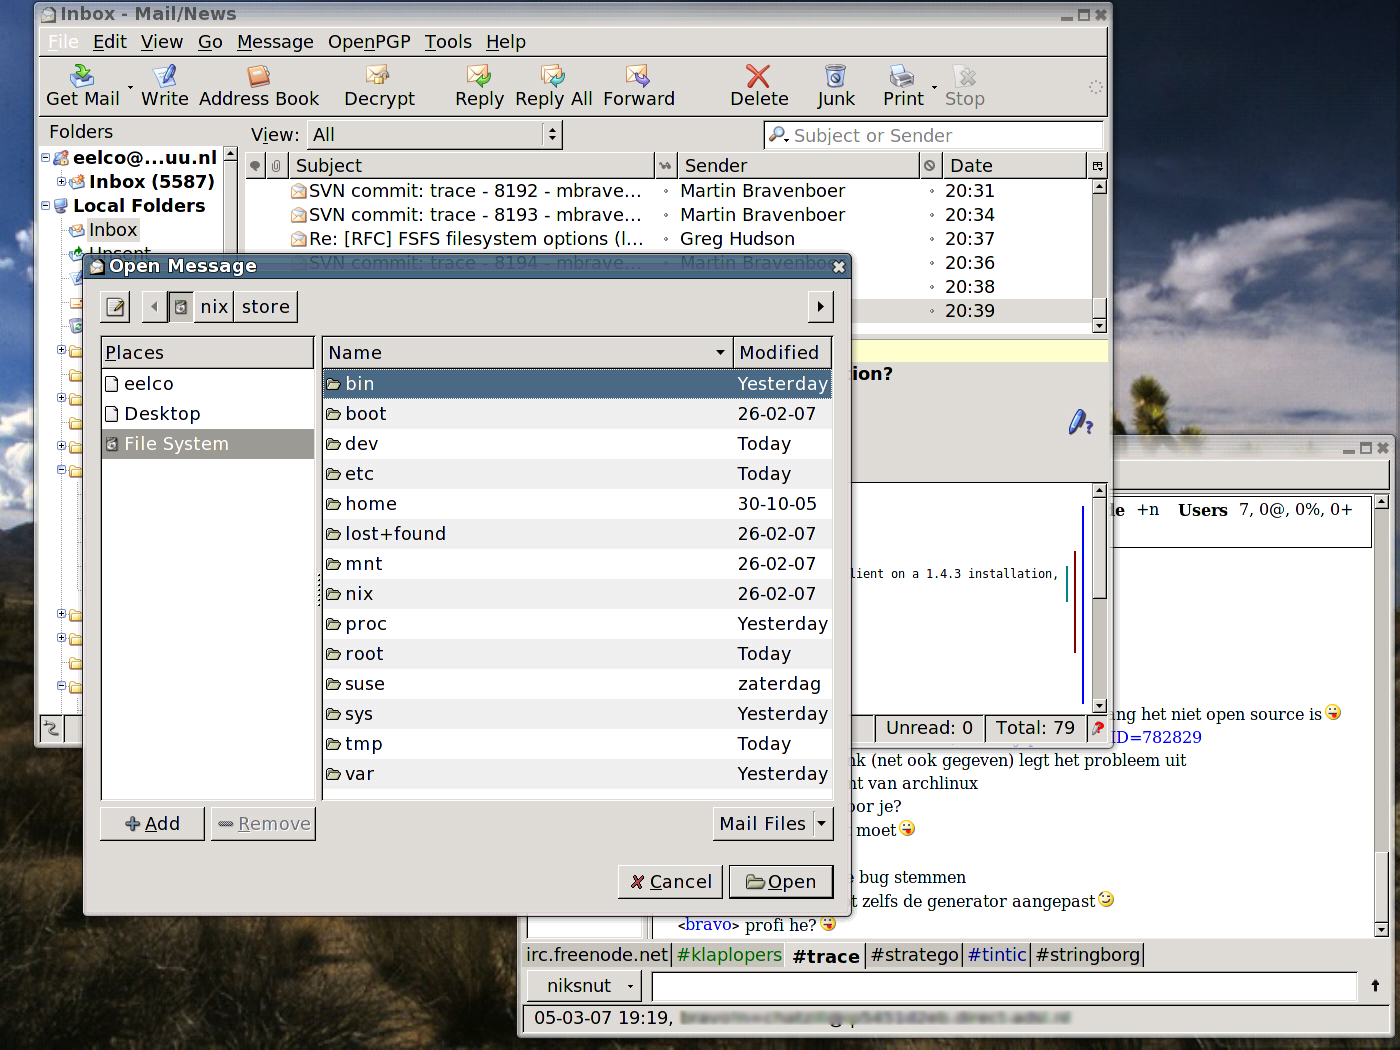 Inbox - Mail/News
File Edit View Go Message OpenPGP Tools Help
Get Mail Write Address Book Decrypt Reply Reply All Forward Delete Junk Print Stop
Folders
View: All
Subject or Sender
eelco@...uu.nl
Inbox (5587)
Local Folders
Inbox
Unsent
Subject Sender Date
SVN commit: trace - 8192 - mbrave... Martin Bravenboer 20:31
SVN commit: trace - 8193 - mbrave... Martin Bravenboer 20:34
Re: [RFC] FSFS filesystem options (l... Greg Hudson 20:37
SVN commit: trace - 8194 - mbrave... Martin Bravenboer 20:36
20:38
20:39
Open Message
nix store
Places
eelco
Desktop
File System
Name Modified
bin Yesterday
boot 26-02-07
dev Today
etc Today
home 30-10-05
lost+found 26-02-07
mnt 26-02-07
nix 26-02-07
proc Yesterday
root Today
suse zaterdag
sys Yesterday
tmp Today
var Yesterday
Add Remove
Mail Files
Cancel Open
ion?
lient on a 1.4.3 installation,
Unread: 0 Total: 79
le +n Users 7, 0@, 0%, 0+
ang het niet open source is
ID=782829
nk (net ook gegeven) legt het probleem uit
nt van archlinux
oor je?
moet
e bug stemmen
t zelfs de generator aangepast
<bravo> profi he?
irc.freenode.net #klaplopers #trace #stratego #tintic #stringborg
niksnut
05-03-07 19:19,